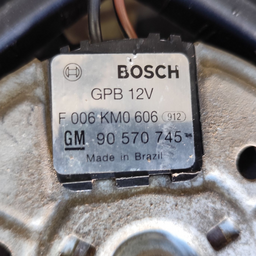 BOSCH
GPB 12V
F 006 KM0 606 912
GM 90 570 745
Made in Brazil